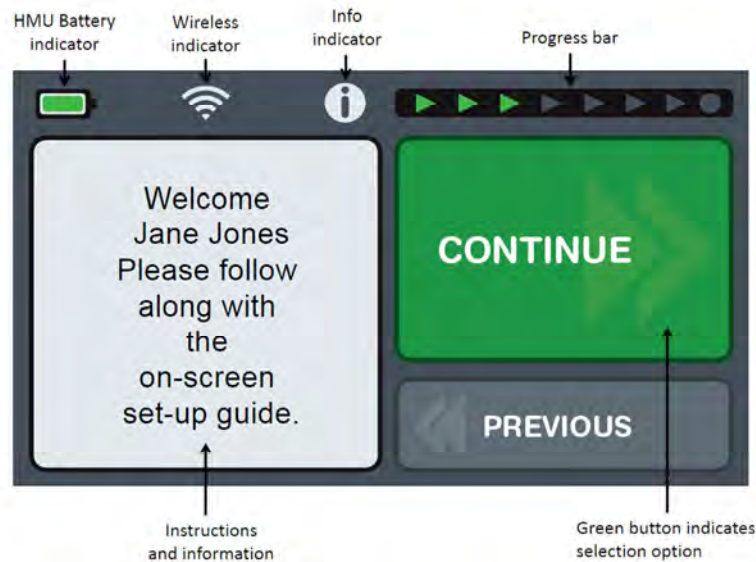 HMU Battery
indicator
Wireless
indicator
Info
indicator
Progress bar
Welcome
Jane Jones
Please follow
along with
the
on-screen
set-up guide.
CONTINUE
PREVIOUS
Instructions
and information
Green button indicates
selection option